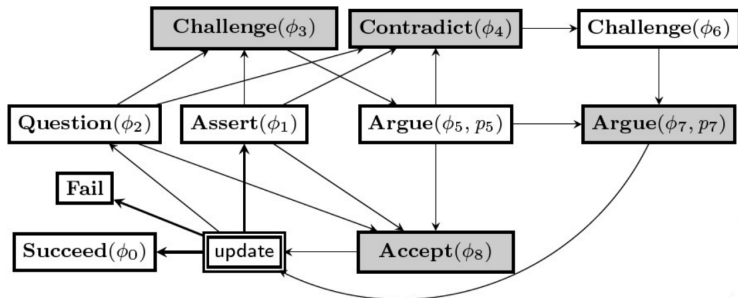 Challenge(ϕ₃)
Contradict(ϕ₄)
Challenge(ϕ₆)
Question(ϕ₂)
Assert(ϕ₁)
Argue(ϕ₅, p₅)
Argue(ϕ₇, p₇)
Fail
Succeed(ϕ₀)
update
Accept(ϕ₈)